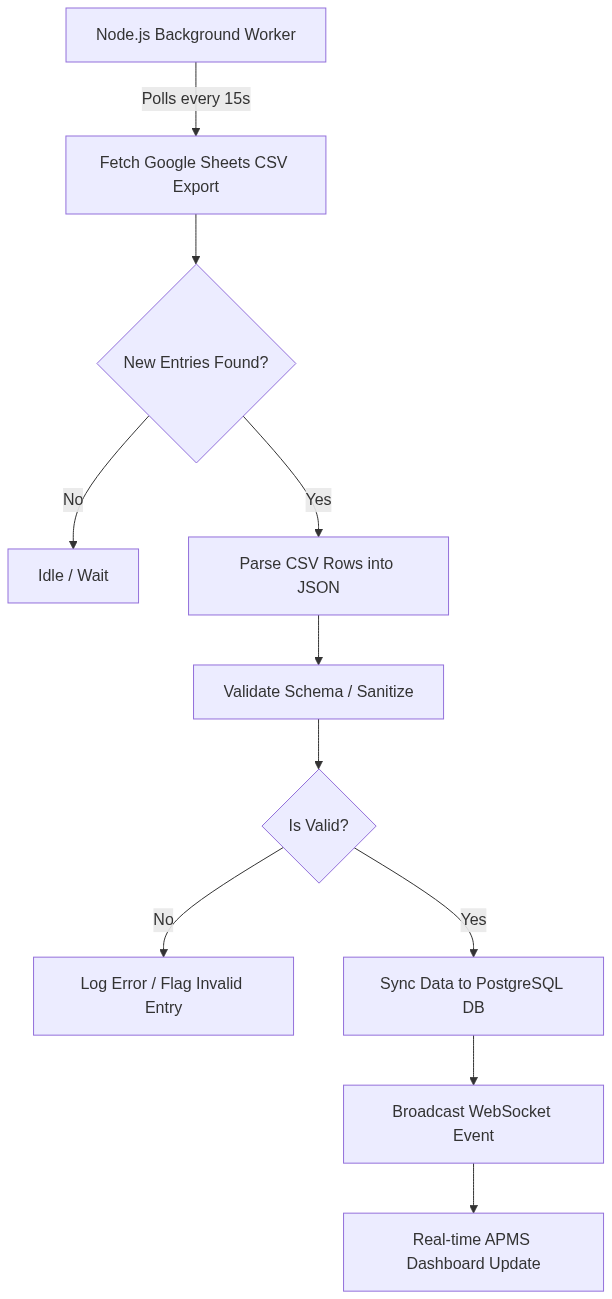 Node.js Background Worker
Polls every 15s
Fetch Google Sheets CSV
Export
New Entries Found?
No
Yes
Idle / Wait
Parse CSV Rows into
JSON
Validate Schema / Sanitize
Is Valid?
No
Yes
Log Error / Flag Invalid
Entry
Sync Data to PostgreSQL
DB
Broadcast WebSocket
Event
Real-time APMS
Dashboard Update